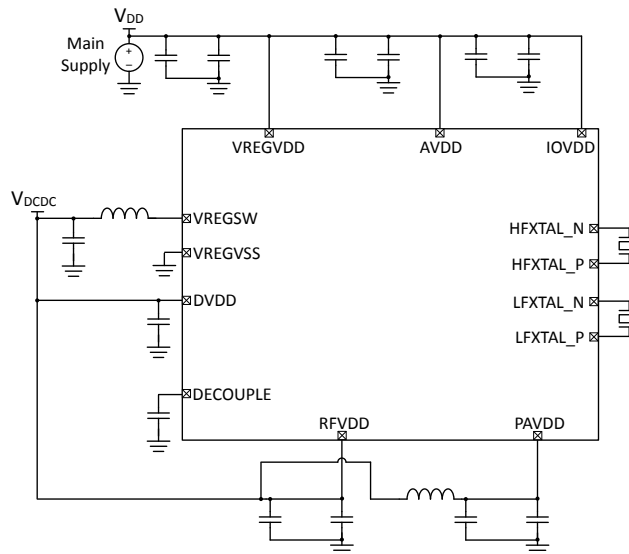 VDD
Main
Supply
+
−
VREGVDD
AVDD
IOVDD
VDCDC
VREGSW
HFXTAL_N
VREGVSS
HFXTAL_P
DVDD
LFXTAL_N
LFXTAL_P
DECOUPLE
RFVDD
PAVDD